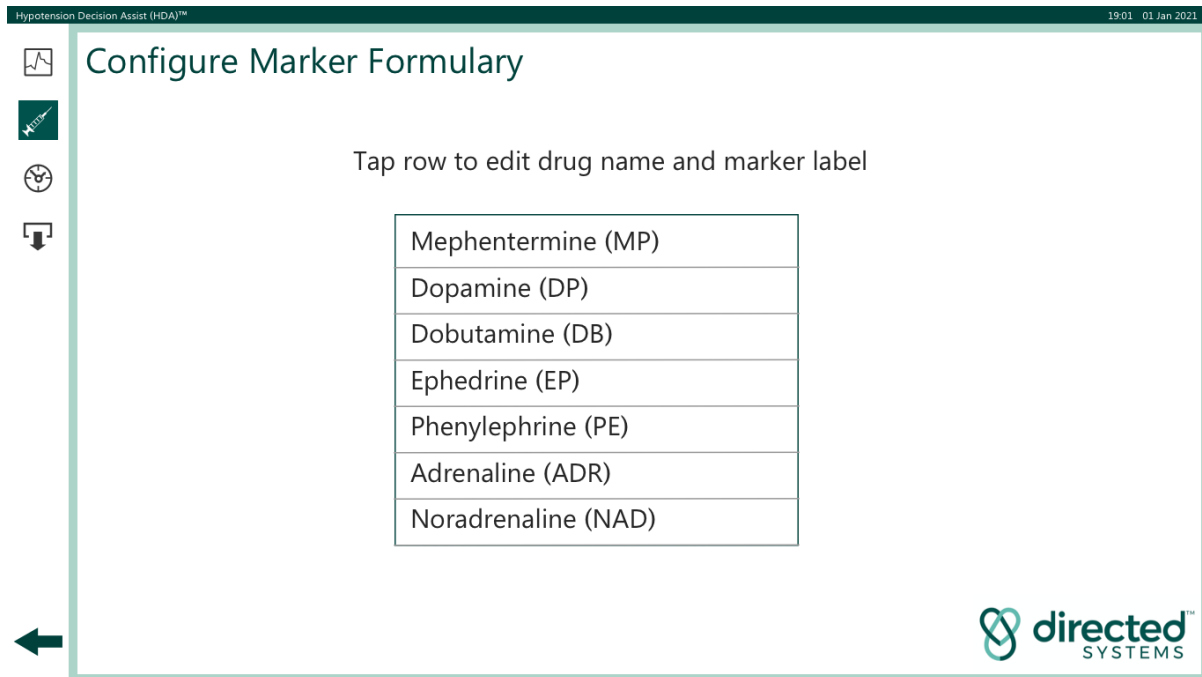 Hypotension Decision Assist (HDA)™ 19:01 01 Jan 2021
Configure Marker Formulary
Tap row to edit drug name and marker label
Mephentermine (MP)
Dopamine (DP)
Dobutamine (DB)
Ephedrine (EP)
Phenylephrine (PE)
Adrenaline (ADR)
Noradrenaline (NAD)
directed™
SYSTEMS